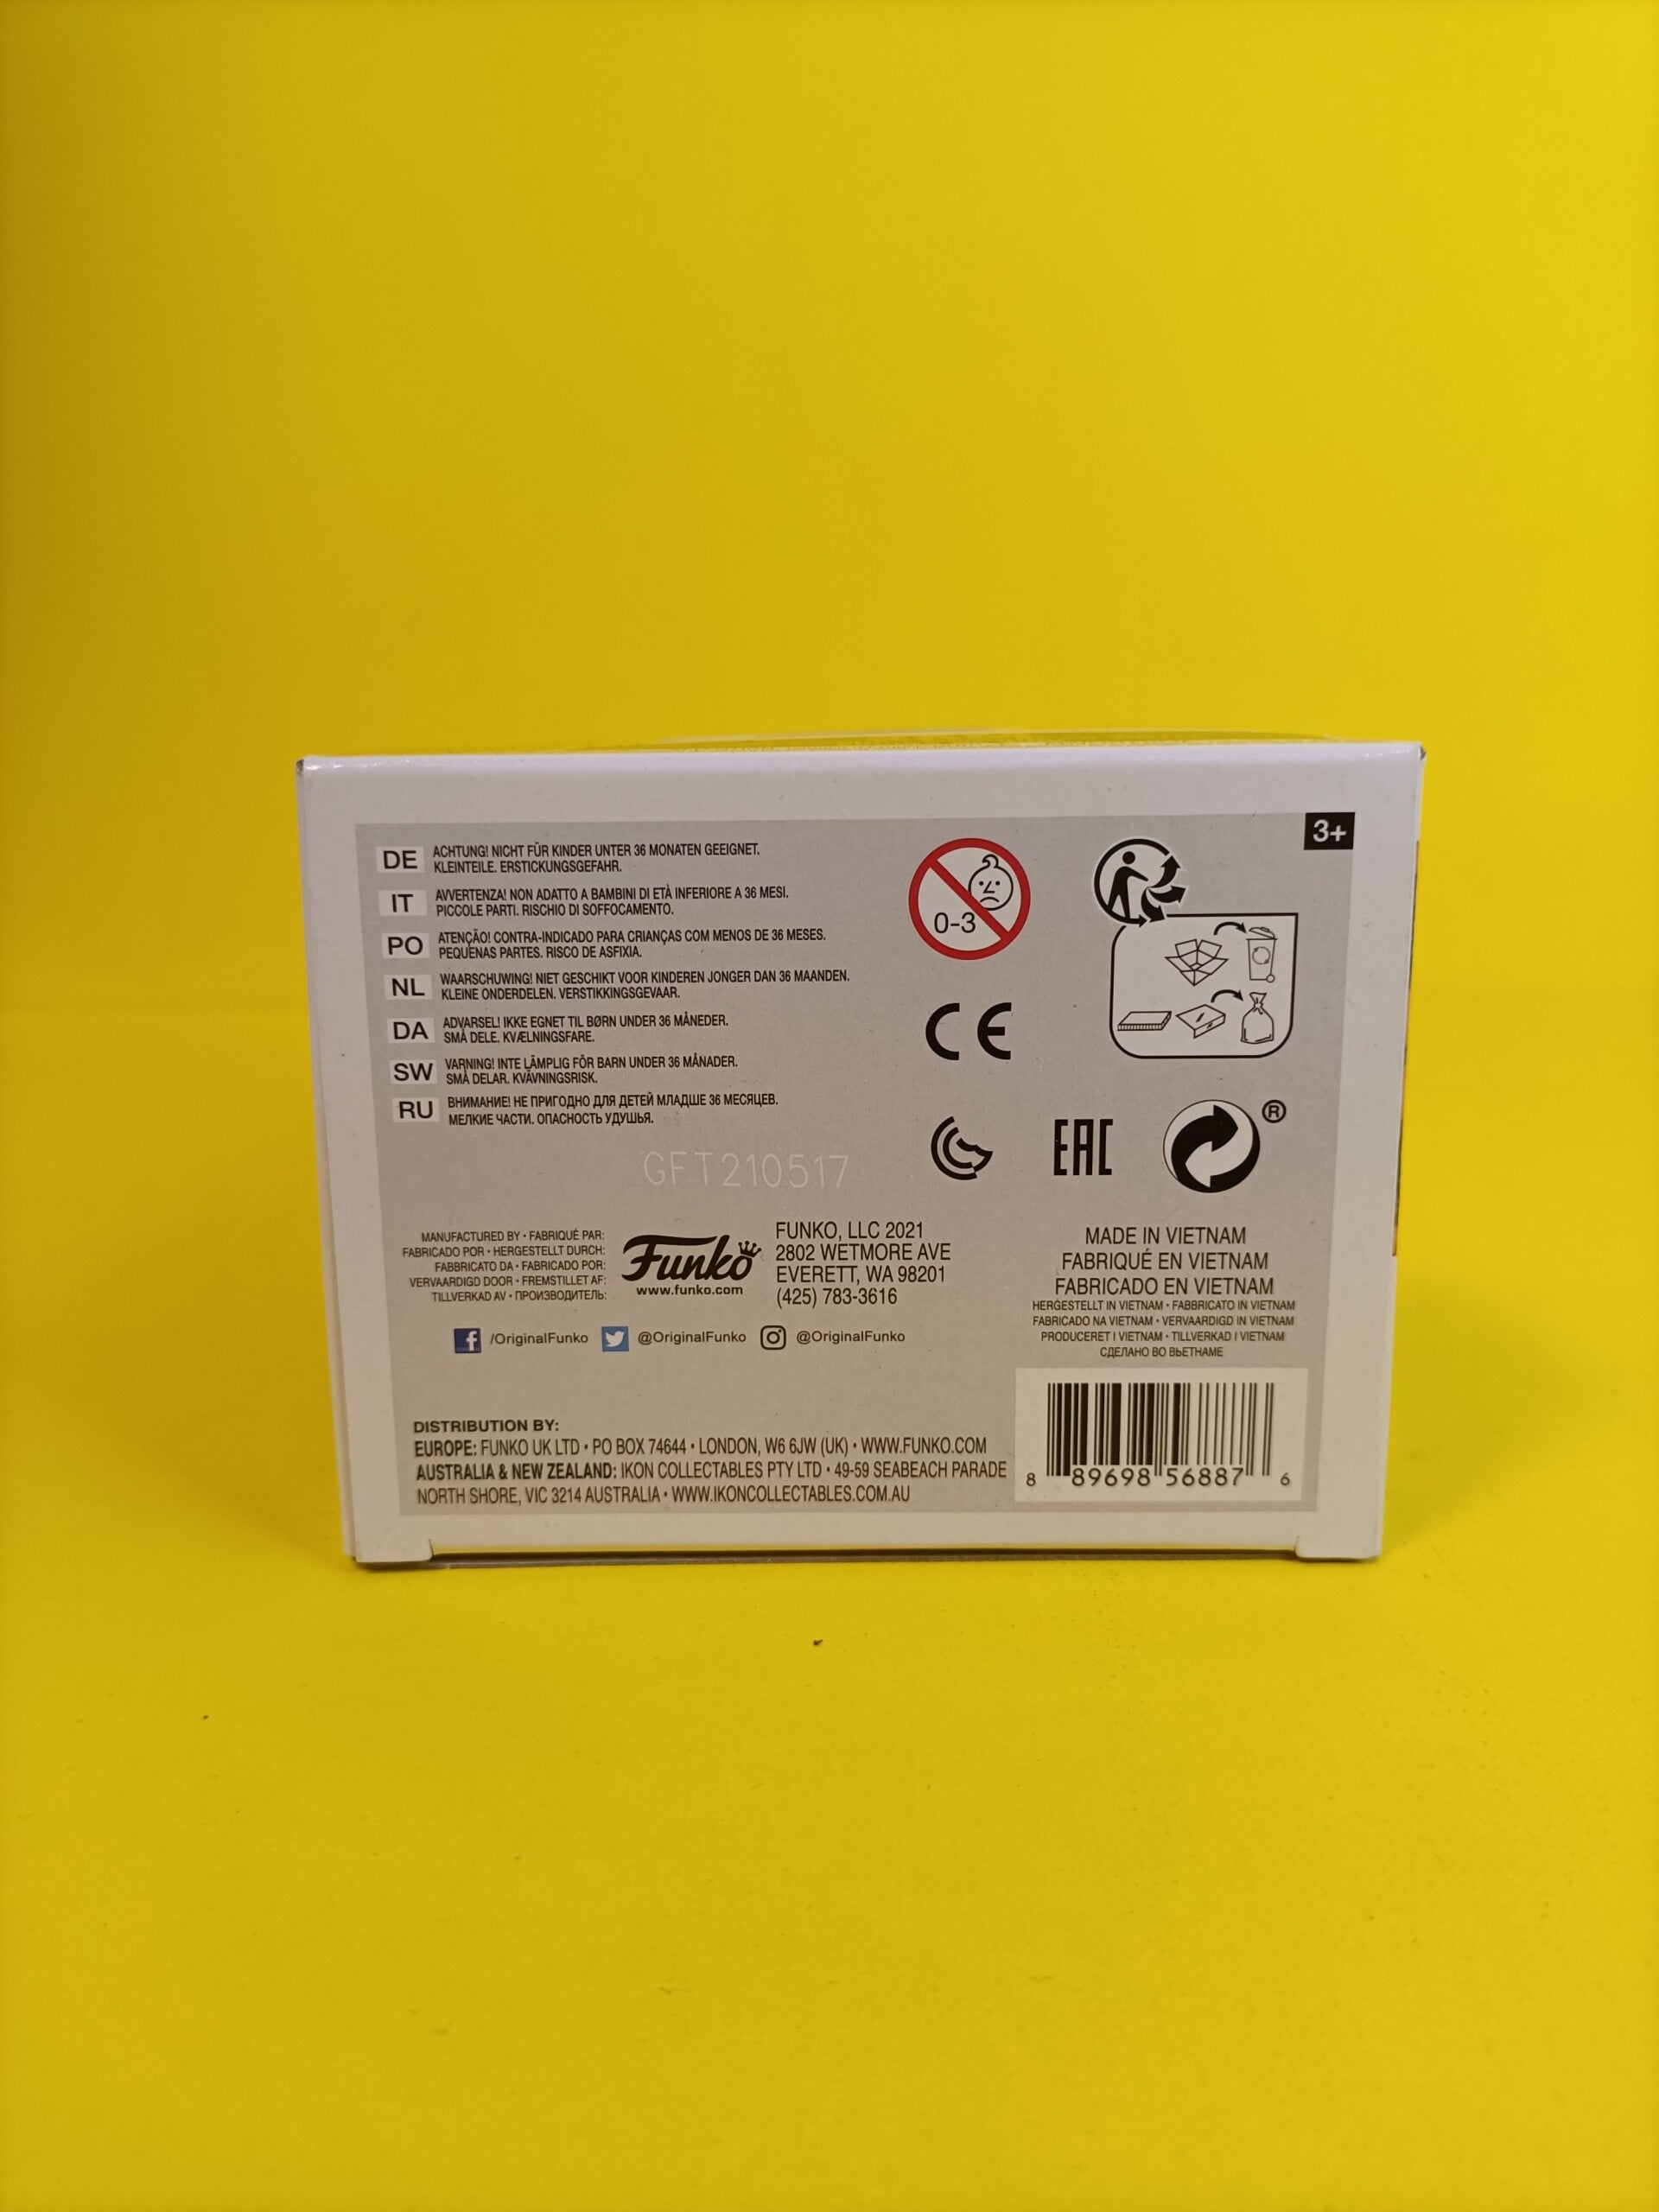 3+
DE ACHTUNG! NICHT FÜR KINDER UNTER 36 MONATEN GEEIGNET.
KLEINTEILE. ERSTICKUNGSGEFAHR.
IT AVVERTENZA! NON ADATTO A BAMBINI DI ETÀ INFERIORE A 36 MESI.
PICCOLE PARTI. RISCHIO DI SOFFOCAMENTO.
PO ATENÇÃO! CONTRA-INDICADO PARA CRIANÇAS COM MENOS DE 36 MESES.
PEQUENAS PARTES. RISCO DE ASFIXIA.
NL WAARSCHUWING! NIET GESCHIKT VOOR KINDEREN JONGER DAN 36 MAANDEN.
KLEINE ONDERDELEN. VERSTIKKINGSGEVAAR.
DA ADVARSEL! IKKE EGNET TIL BØRN UNDER 36 MÅNEDER.
SMÅ DELE. KVÆLNINGSFARE.
SW VARNING! INTE LÄMPLIG FÖR BARN UNDER 36 MÅNADER.
SMÅ DELAR. KVÄVNINGSRISK.
RU ВНИМАНИЕ! НЕ ПРИГОДНО ДЛЯ ДЕТЕЙ МЛАДШЕ 36 МЕСЯЦЕВ.
МЕЛКИЕ ЧАСТИ. ОПАСНОСТЬ УДУШЬЯ.
0-3
CE
EAC
®
GFT210517
MANUFACTURED BY • FABRIQUÉ PAR:
FABRICADO POR • HERGESTELLT DURCH:
FABBRICATO DA • FABRICADO POR:
VERVAARDIGD DOOR • FREMSTILLET AF:
TILLVERKAD AV • ПРОИЗВОДИТЕЛЬ:
Funko
www.funko.com
FUNKO, LLC 2021
2802 WETMORE AVE
EVERETT, WA 98201
(425) 783-3616
MADE IN VIETNAM
FABRIQUÉ EN VIETNAM
FABRICADO EN VIETNAM
HERGESTELLT IN VIETNAM • FABBRICATO IN VIETNAM
FABRICADO NA VIETNAM • VERVAARDIGD IN VIETNAM
PRODUCERET I VIETNAM • TILLVERKAD I VIETNAM
СДЕЛАНО ВО ВЬЕТНАМЕ
f /OriginalFunko @OriginalFunko @OriginalFunko
DISTRIBUTION BY:
EUROPE: FUNKO UK LTD • PO BOX 74644 • LONDON, W6 6JW (UK) • WWW.FUNKO.COM
AUSTRALIA & NEW ZEALAND: IKON COLLECTABLES PTY LTD • 49-59 SEABEACH PARADE
NORTH SHORE, VIC 3214 AUSTRALIA • WWW.IKONCOLLECTABLES.COM.AU
8 89698 56887 6